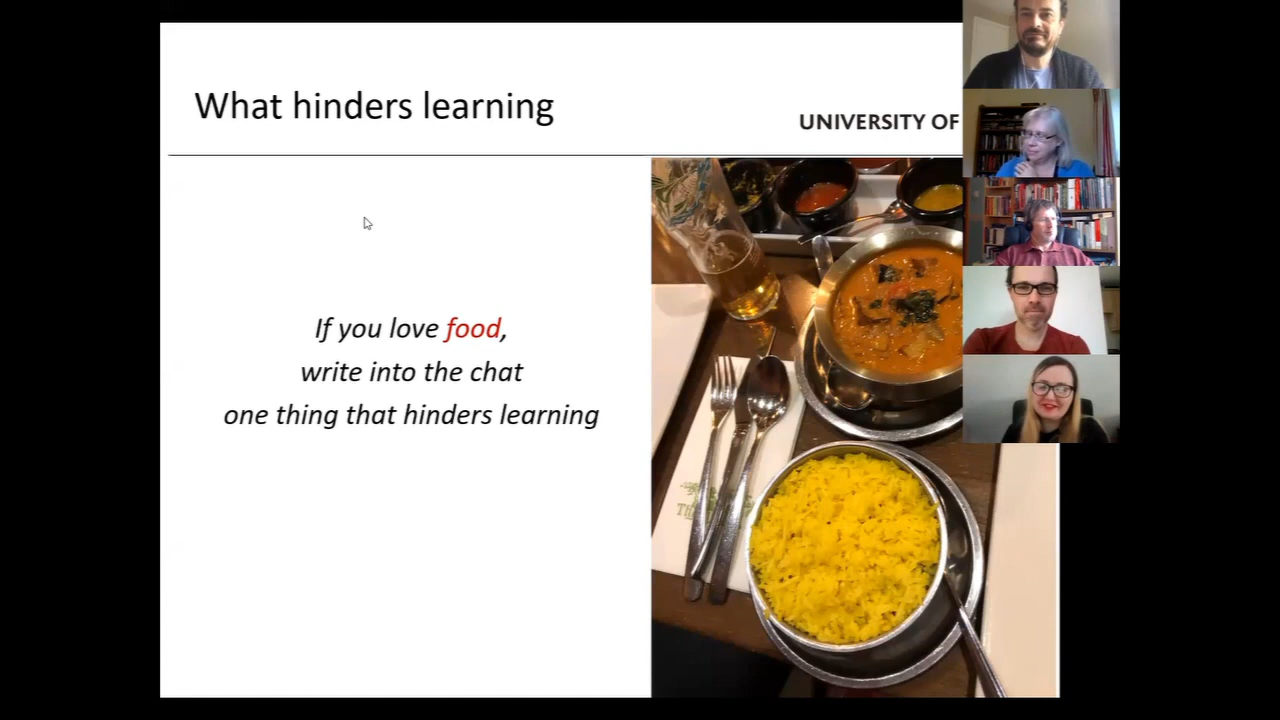 What hinders learning
UNIVERSITY OF
If you love food,
write into the chat
one thing that hinders learning